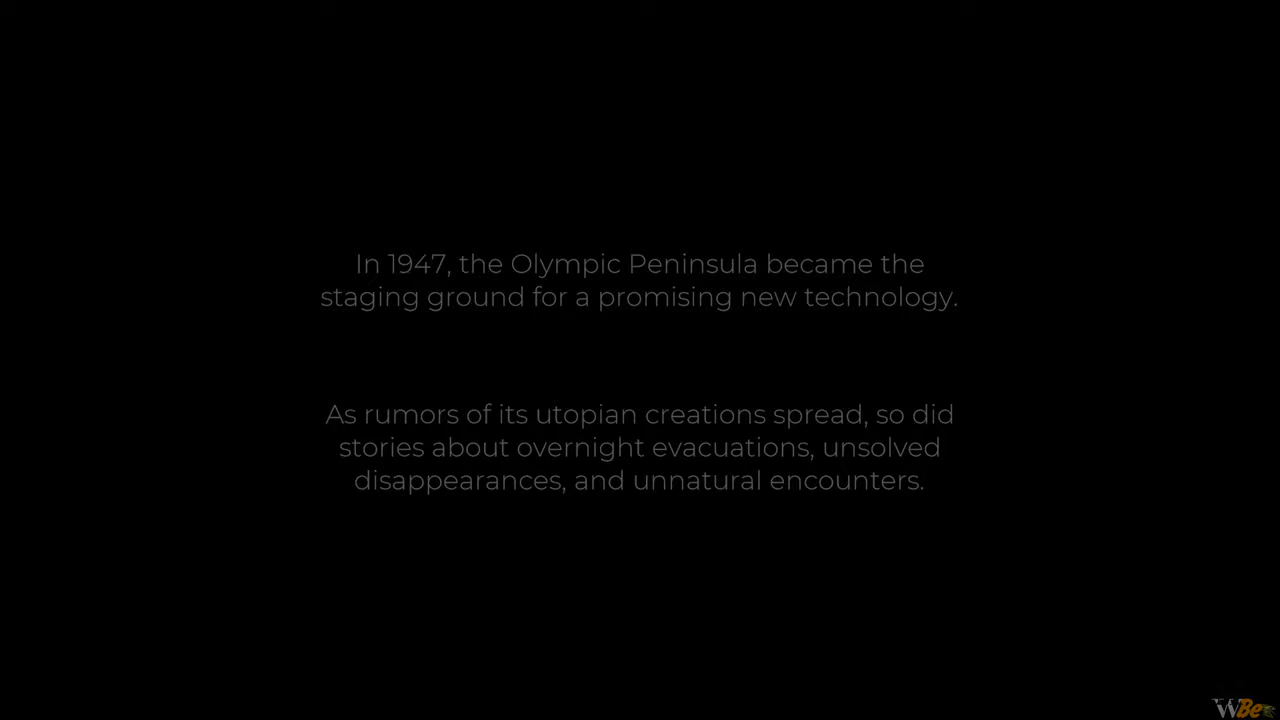 In 1947, the Olympic Peninsula became the
staging ground for a promising new technology.
As rumors of its utopian creations spread, so did
stories about overnight evacuations, unsolved
disappearances, and unnatural encounters.
WBe